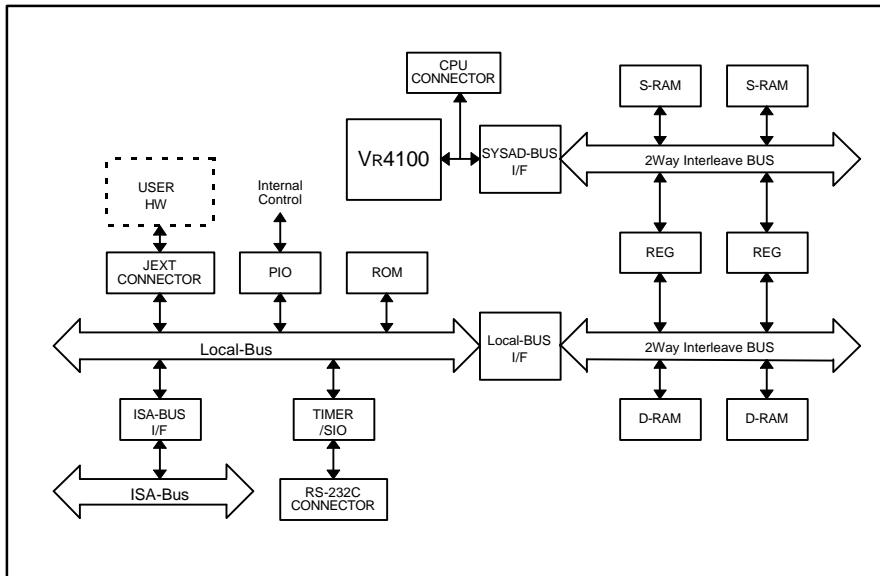 CPU
CONNECTOR
S-RAM
S-RAM
VR4100
SYSAD-BUS
I/F
2Way Interleave BUS
USER
HW
Internal
Control
JEXT
CONNECTOR
PIO
ROM
REG
REG
Local-Bus
Local-BUS
I/F
2Way Interleave BUS
ISA-BUS
I/F
TIMER
/SIO
D-RAM
D-RAM
ISA-Bus
RS-232C
CONNECTOR